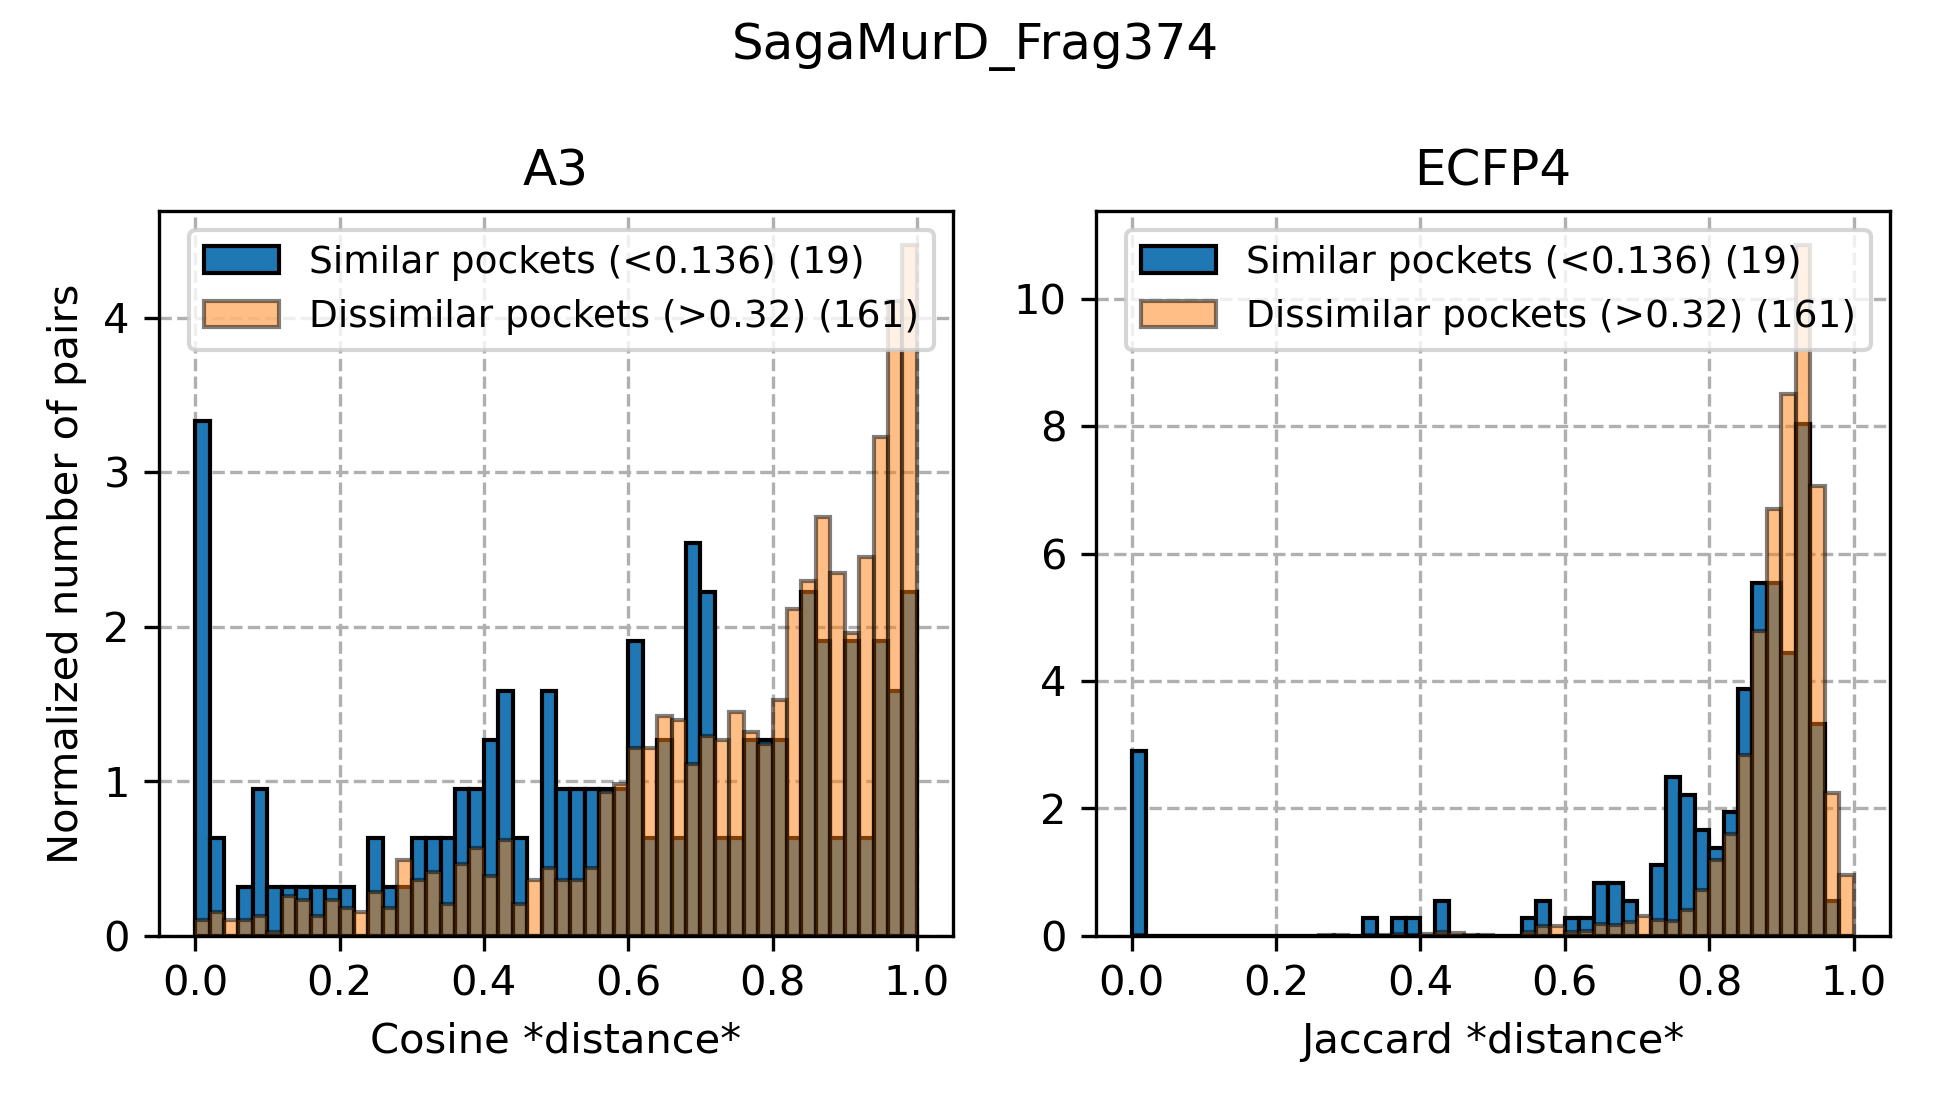 SagaMurD_Frag374
A3
Similar pockets (<0.136) (19)
Dissimilar pockets (>0.32) (161)
Normalized number of pairs
4
3
2
1
0
0.0 0.2 0.4 0.6 0.8 1.0
Cosine *distance*
ECFP4
Similar pockets (<0.136) (19)
Dissimilar pockets (>0.32) (161)
10
8
6
4
2
0
0.0 0.2 0.4 0.6 0.8 1.0
Jaccard *distance*